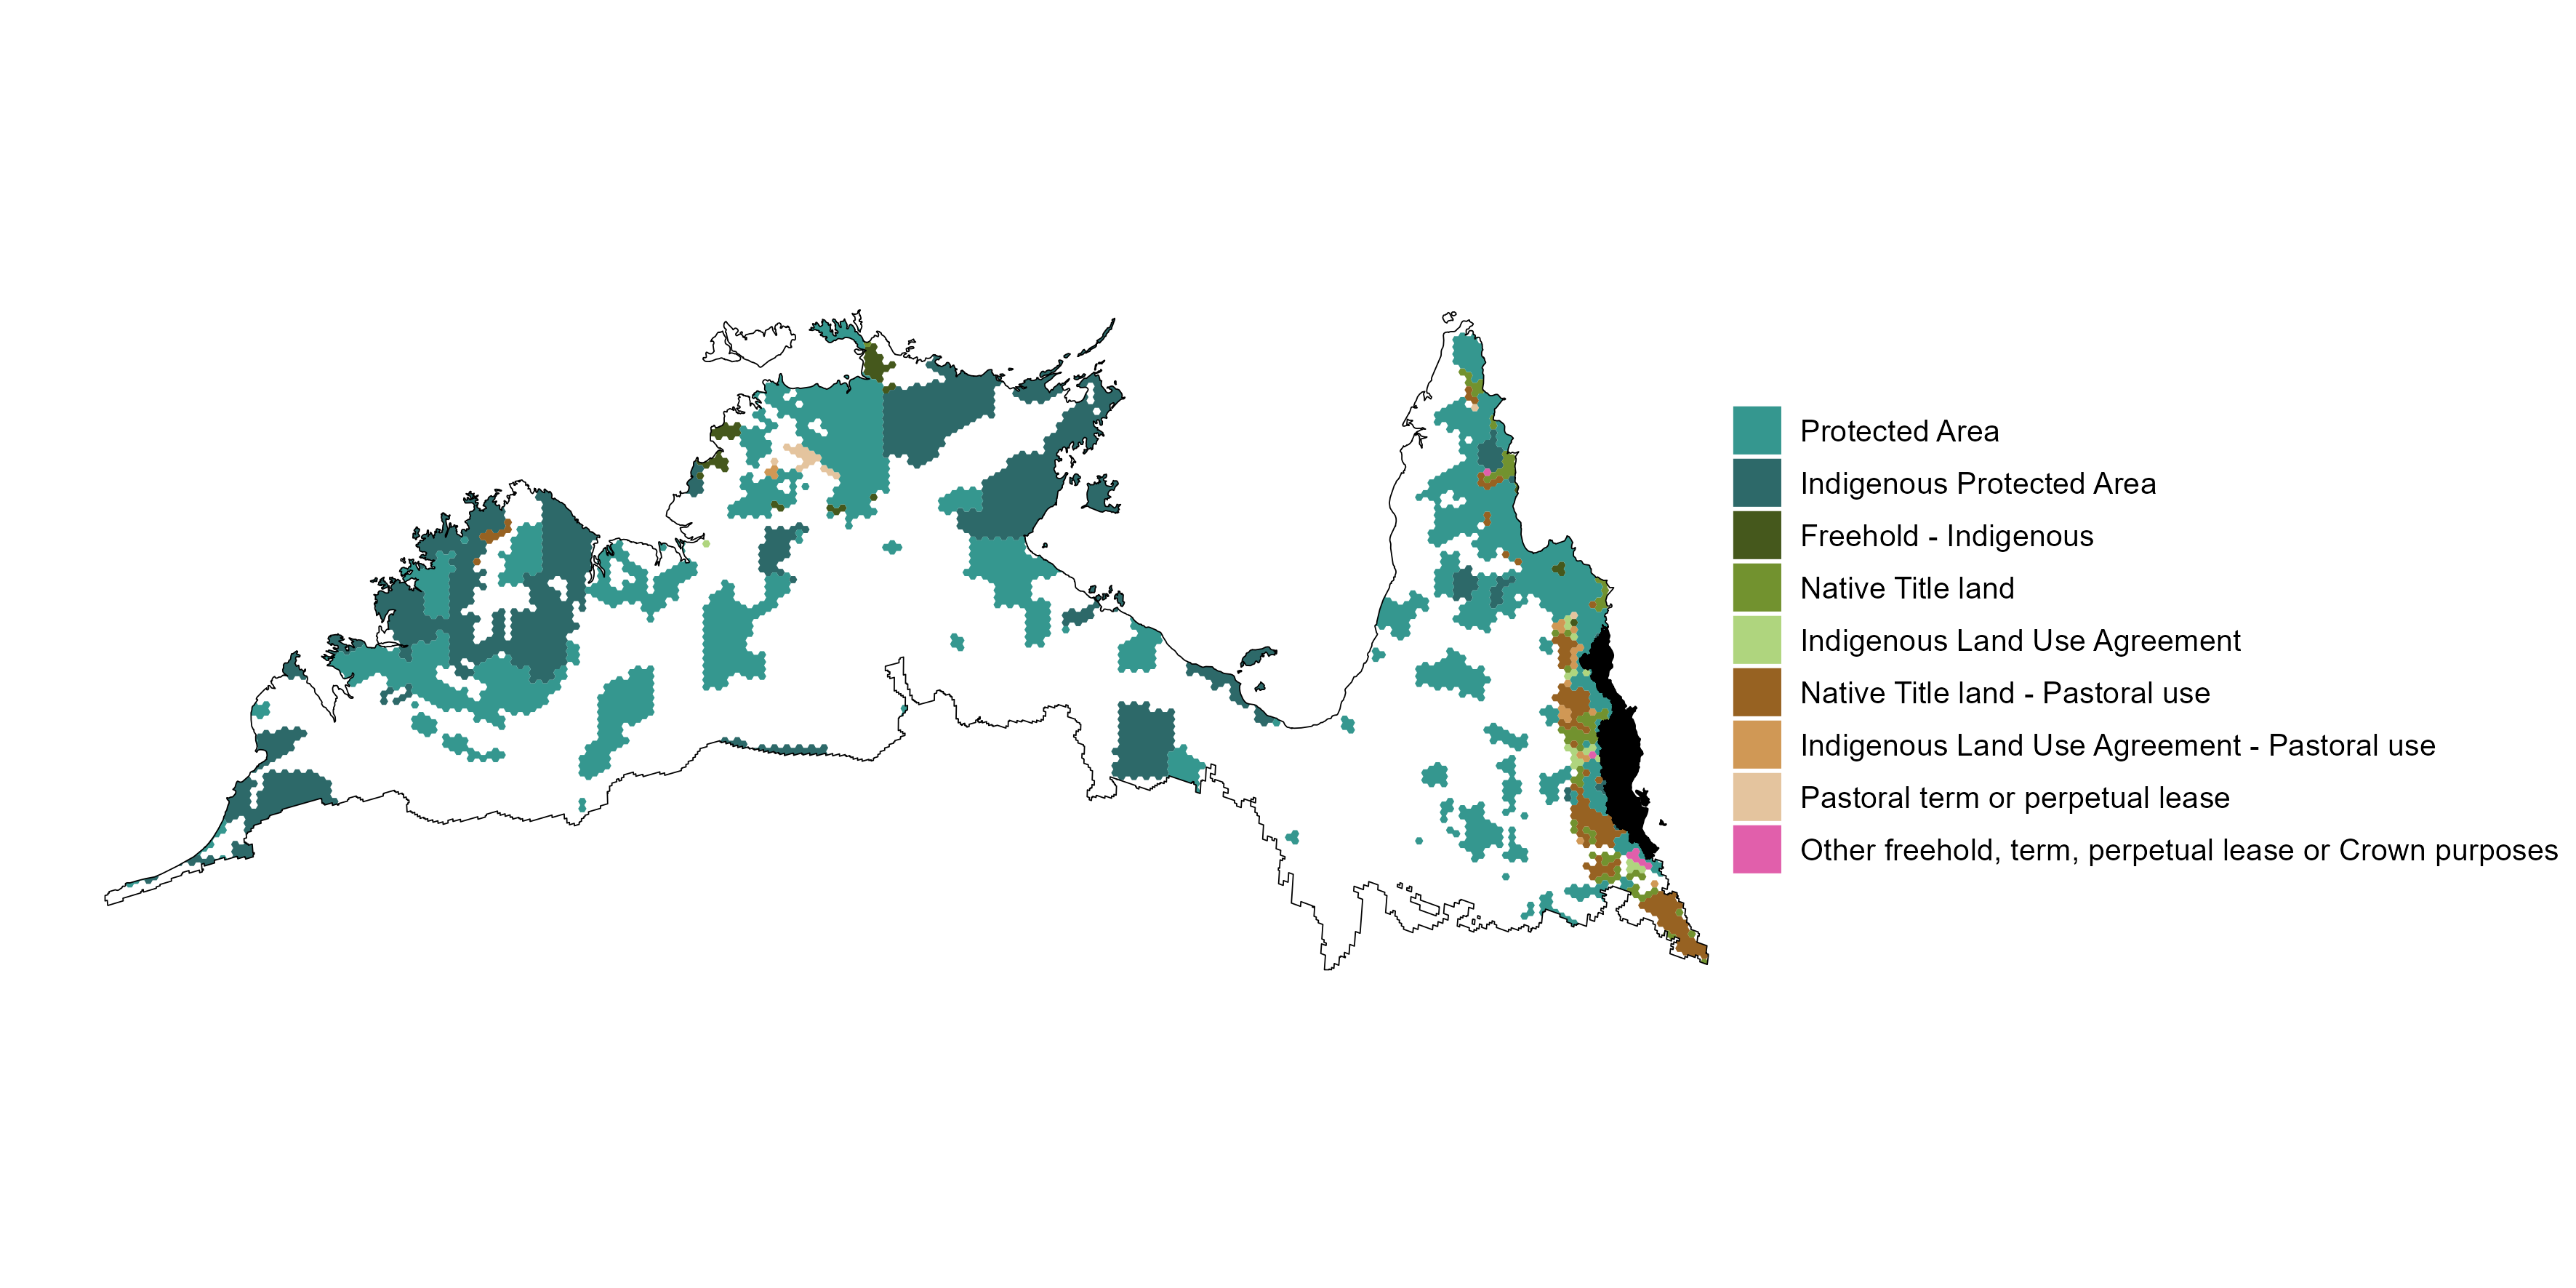 Protected Area
Indigenous Protected Area
Freehold - Indigenous
Native Title land
Indigenous Land Use Agreement
Native Title land - Pastoral use
Indigenous Land Use Agreement - Pastoral use
Pastoral term or perpetual lease
Other freehold, term, perpetual lease or Crown purposes